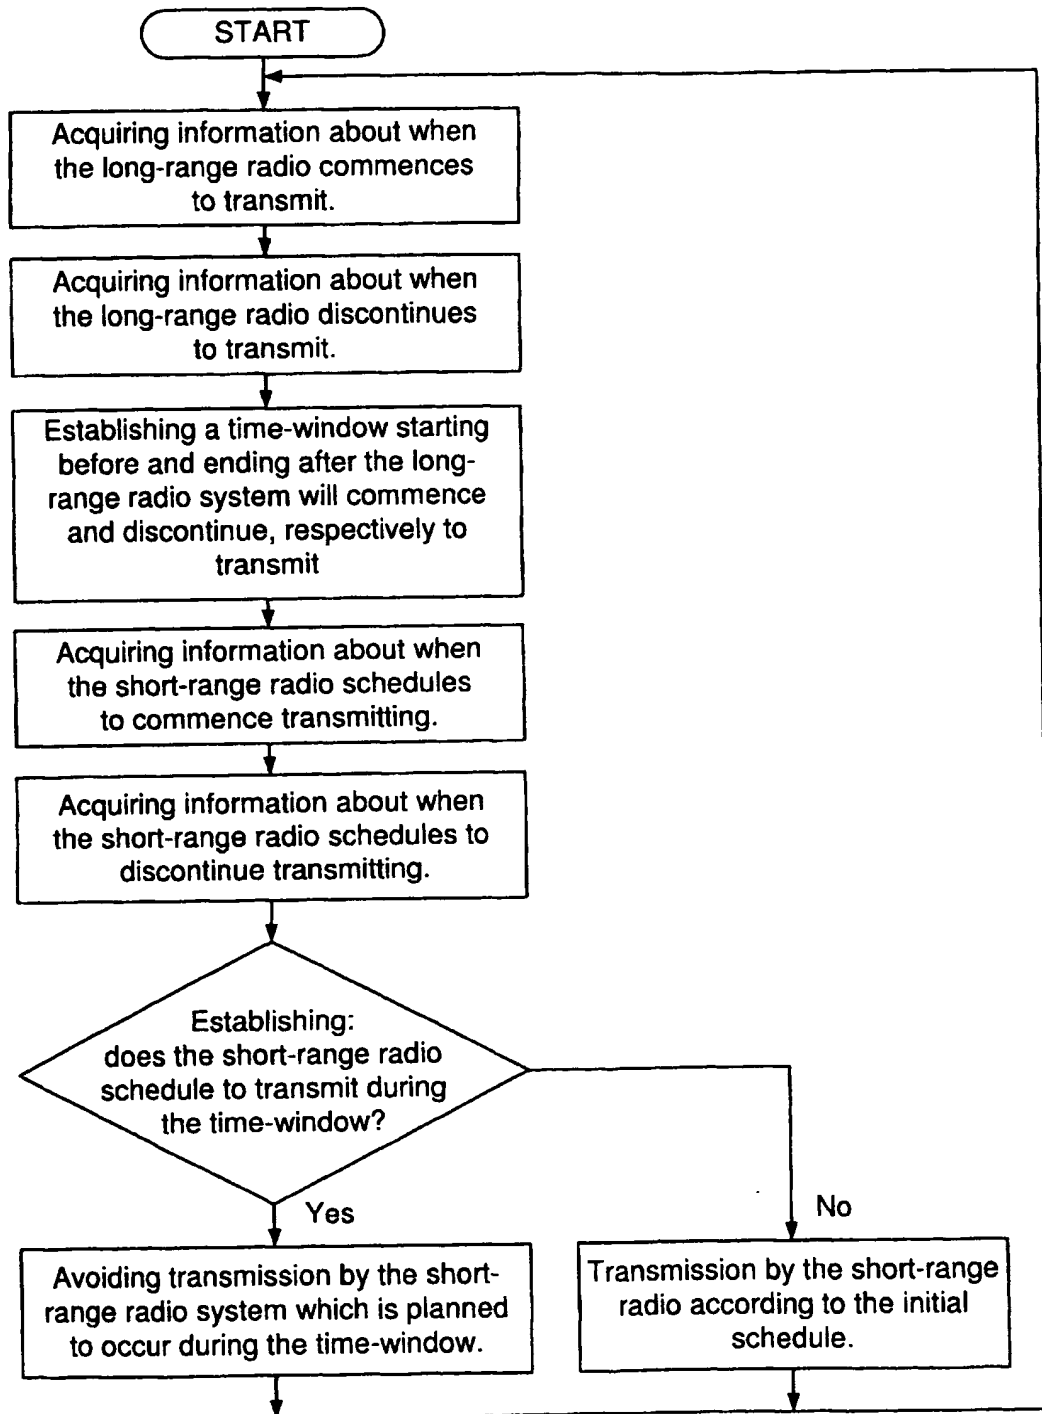 START
Acquiring information about when
the long-range radio commences
to transmit.
Acquiring information about when
the long-range radio discontinues
to transmit.
Establishing a time-window starting
before and ending after the long-
range radio system will commence
and discontinue, respectively to
transmit
Acquiring information about when
the short-range radio schedules
to commence transmitting.
Acquiring information about when
the short-range radio schedules to
discontinue transmitting.
Establishing:
does the short-range radio
schedule to transmit during
the time-window?
Yes
No
Avoiding transmission by the short-
range radio system which is planned
to occur during the time-window.
Transmission by the short-range
radio according to the initial
schedule.